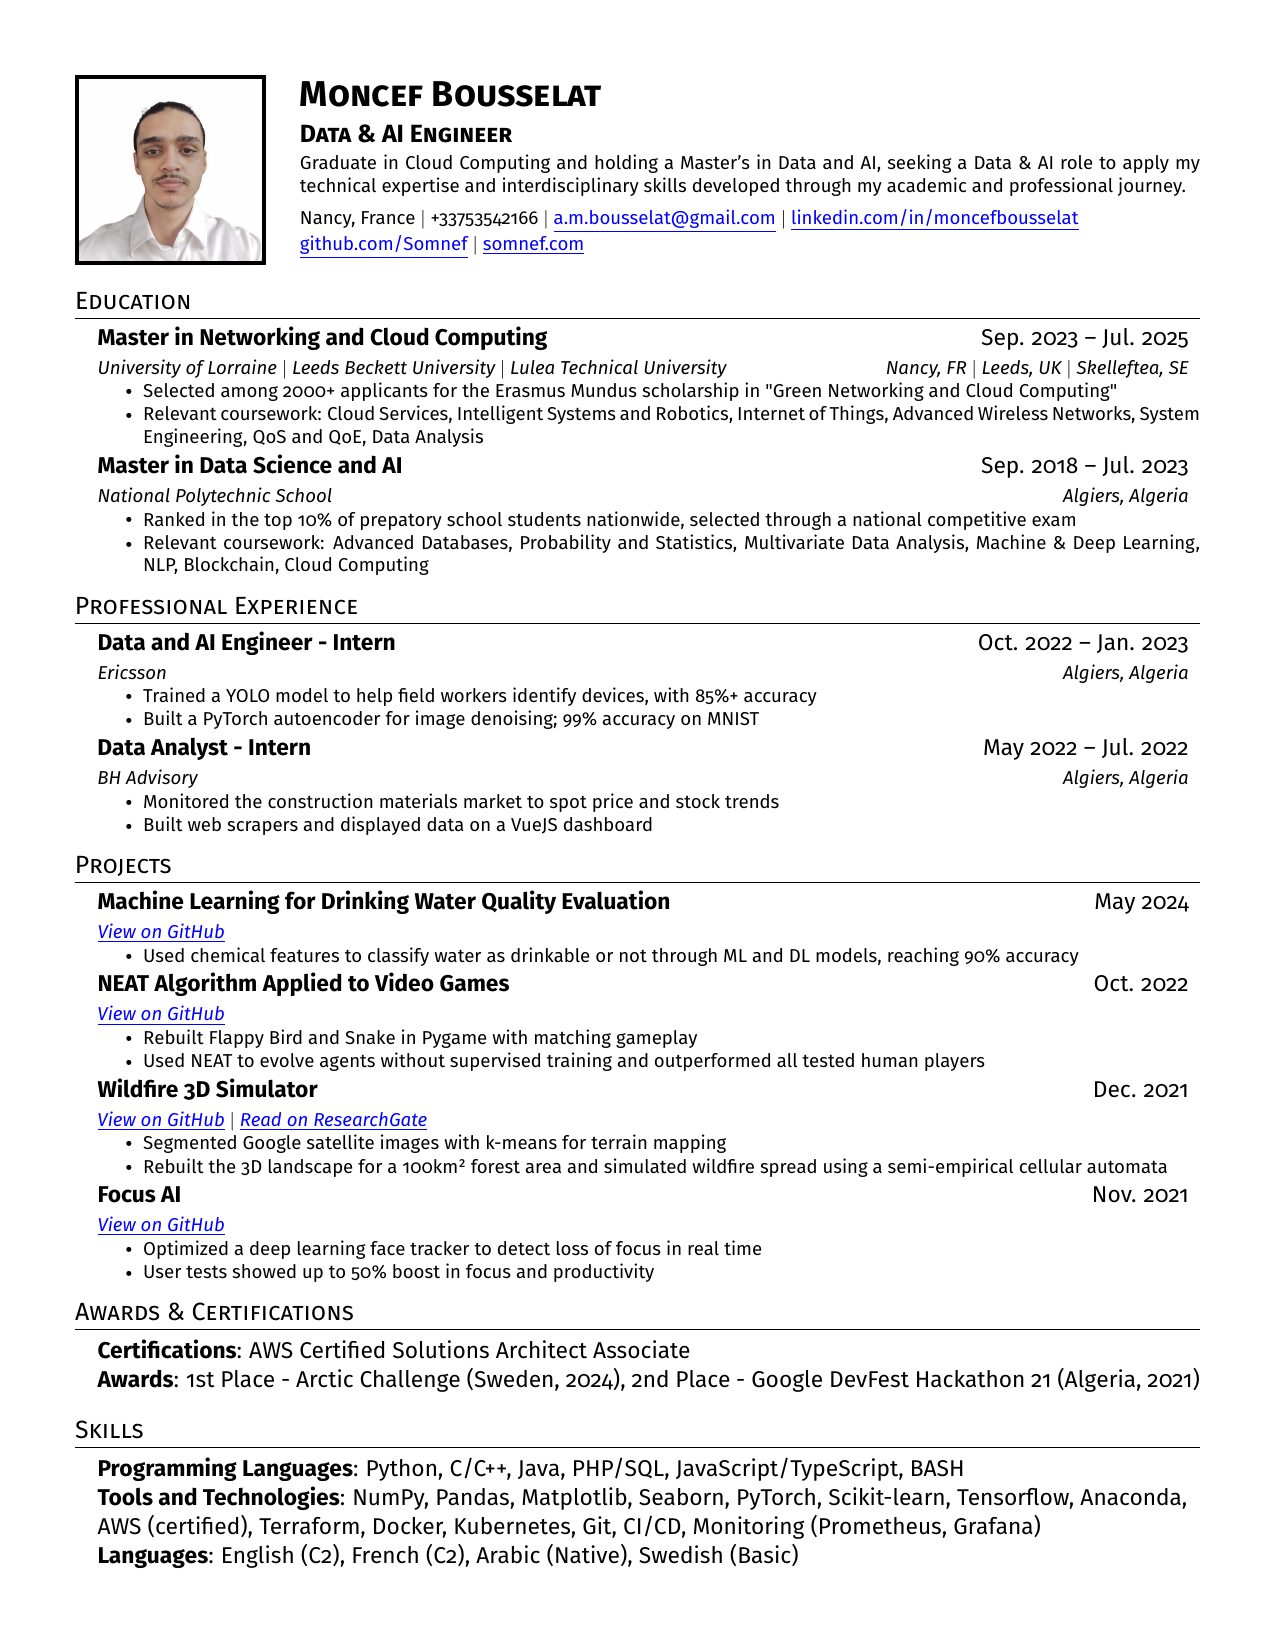 Moncef Bousselat
Data & AI Engineer
Graduate in Cloud Computing and holding a Master’s in Data and AI, seeking a Data & AI role to apply my
technical expertise and interdisciplinary skills developed through my academic and professional journey.
Nancy, France | +33753542166 | a.m.bousselat@gmail.com | linkedin.com/in/moncefbousselat
github.com/Somnef | somnef.com
Education
Master in Networking and Cloud Computing Sep. 2023 – Jul. 2025
University of Lorraine | Leeds Beckett University | Lulea Technical University Nancy, FR | Leeds, UK | Skelleftea, SE
• Selected among 2000+ applicants for the Erasmus Mundus scholarship in "Green Networking and Cloud Computing"
• Relevant coursework: Cloud Services, Intelligent Systems and Robotics, Internet of Things, Advanced Wireless Networks, System
Engineering, QoS and QoE, Data Analysis
Master in Data Science and AI Sep. 2018 – Jul. 2023
National Polytechnic School Algiers, Algeria
• Ranked in the top 10% of prepatory school students nationwide, selected through a national competitive exam
• Relevant coursework: Advanced Databases, Probability and Statistics, Multivariate Data Analysis, Machine & Deep Learning,
NLP, Blockchain, Cloud Computing
Professional Experience
Data and AI Engineer - Intern Oct. 2022 – Jan. 2023
Ericsson Algiers, Algeria
• Trained a YOLO model to help field workers identify devices, with 85%+ accuracy
• Built a PyTorch autoencoder for image denoising; 99% accuracy on MNIST
Data Analyst - Intern May 2022 – Jul. 2022
BH Advisory Algiers, Algeria
• Monitored the construction materials market to spot price and stock trends
• Built web scrapers and displayed data on a VueJS dashboard
Projects
Machine Learning for Drinking Water Quality Evaluation May 2024
View on GitHub
• Used chemical features to classify water as drinkable or not through ML and DL models, reaching 90% accuracy
NEAT Algorithm Applied to Video Games Oct. 2022
View on GitHub
• Rebuilt Flappy Bird and Snake in Pygame with matching gameplay
• Used NEAT to evolve agents without supervised training and outperformed all tested human players
Wildfire 3D Simulator Dec. 2021
View on GitHub | Read on ResearchGate
• Segmented Google satellite images with k-means for terrain mapping
• Rebuilt the 3D landscape for a 100km² forest area and simulated wildfire spread using a semi-empirical cellular automata
Focus AI Nov. 2021
View on GitHub
• Optimized a deep learning face tracker to detect loss of focus in real time
• User tests showed up to 50% boost in focus and productivity
Awards & Certifications
Certifications: AWS Certified Solutions Architect Associate
Awards: 1st Place - Arctic Challenge (Sweden, 2024), 2nd Place - Google DevFest Hackathon 21 (Algeria, 2021)
Skills
Programming Languages: Python, C/C++, Java, PHP/SQL, JavaScript/TypeScript, BASH
Tools and Technologies: NumPy, Pandas, Matplotlib, Seaborn, PyTorch, Scikit-learn, Tensorflow, Anaconda,
AWS (certified), Terraform, Docker, Kubernetes, Git, CI/CD, Monitoring (Prometheus, Grafana)
Languages: English (C2), French (C2), Arabic (Native), Swedish (Basic)